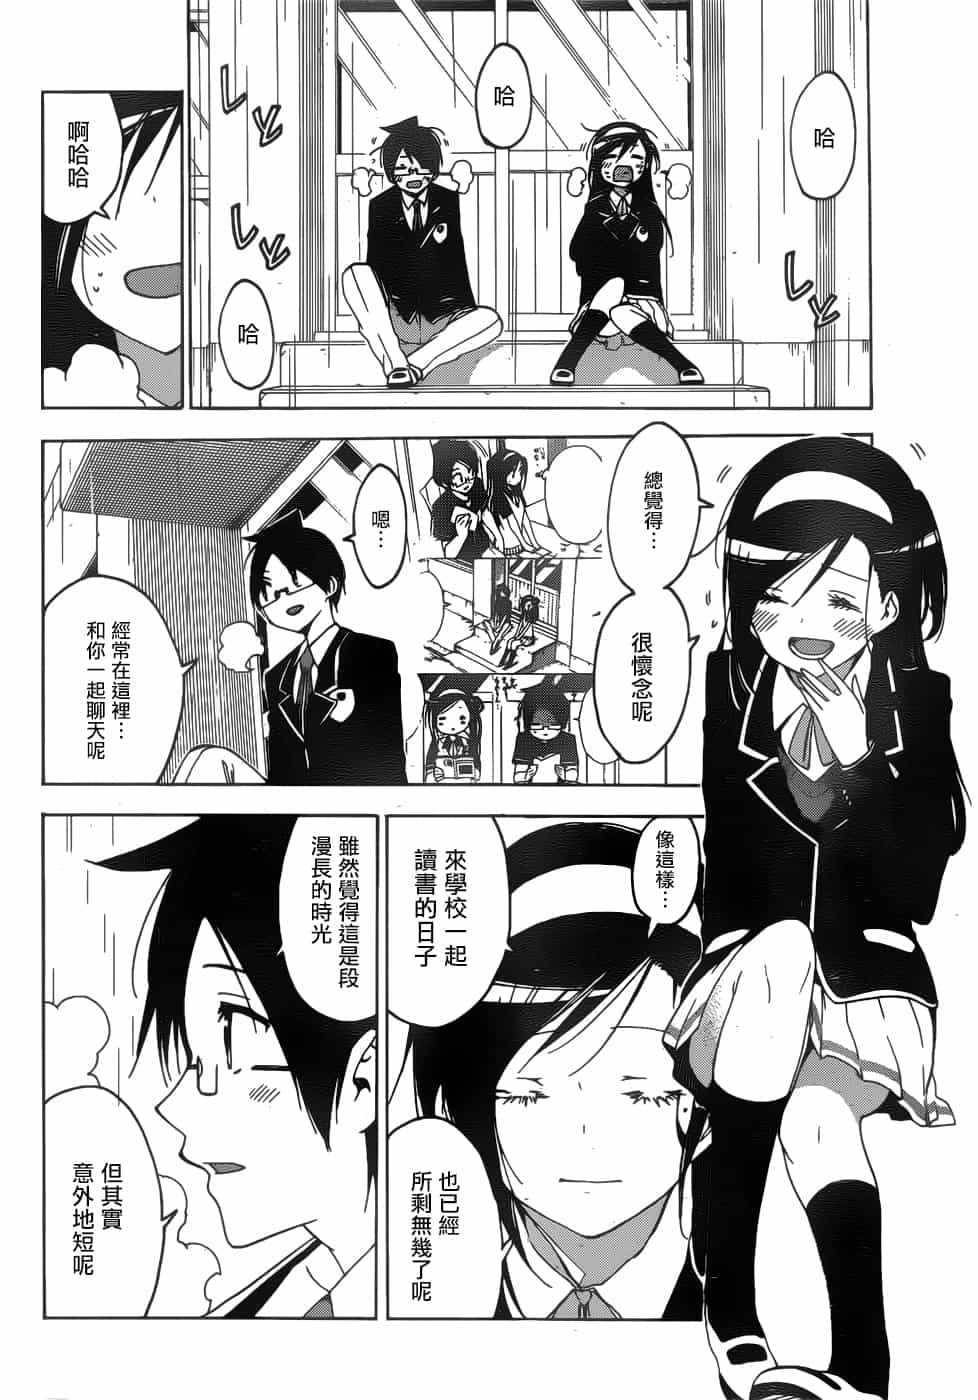 哈
哈
哈
啊哈哈
總覺得…
很懷念呢
嗯…
經常在這裡…
和你一起聊天呢
像這樣…
來學校一起
讀書的日子
也已經
所剩無幾了呢
雖然覺得這是段
漫長的時光
但其實
意外地短呢